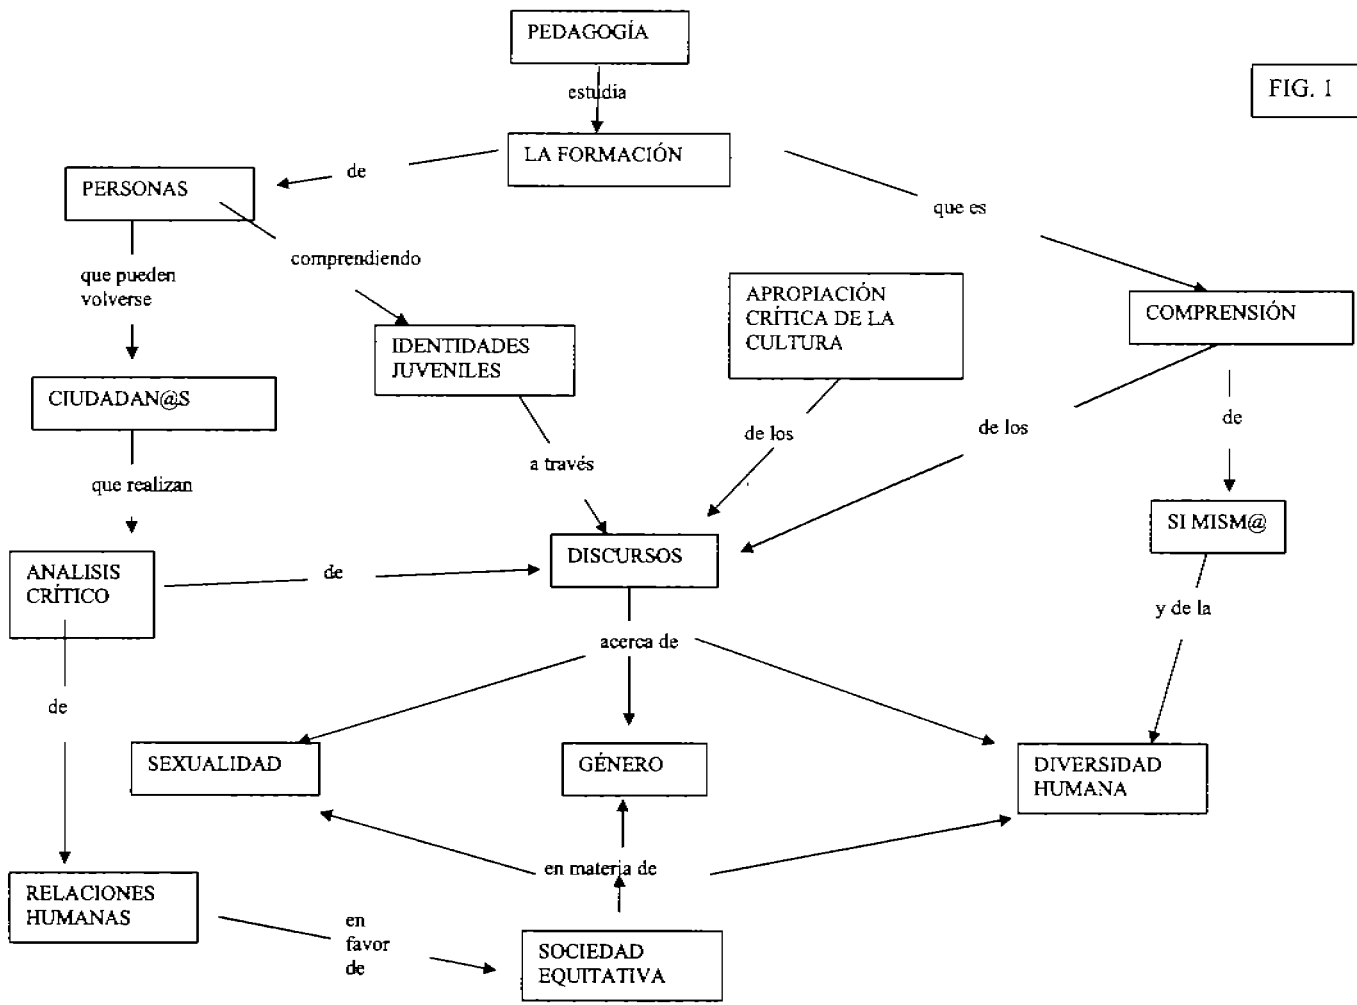 PEDAGOGÍA
FIG. 1
estudia
LA FORMACIÓN
de
PERSONAS
que es
comprendiendo
que pueden
volverse
APROPIACIÓN
CRÍTICA DE LA
CULTURA
COMPRENSIÓN
IDENTIDADES
JUVENILES
CIUDADAN@S
de los
de los
de
a través
que realizan
SI MISM@
DISCURSOS
ANALISIS
CRÍTICO
de
y de la
acerca de
de
SEXUALIDAD
GÉNERO
DIVERSIDAD
HUMANA
en materia de
RELACIONES
HUMANAS
en
favor
de
SOCIEDAD
EQUITATIVA